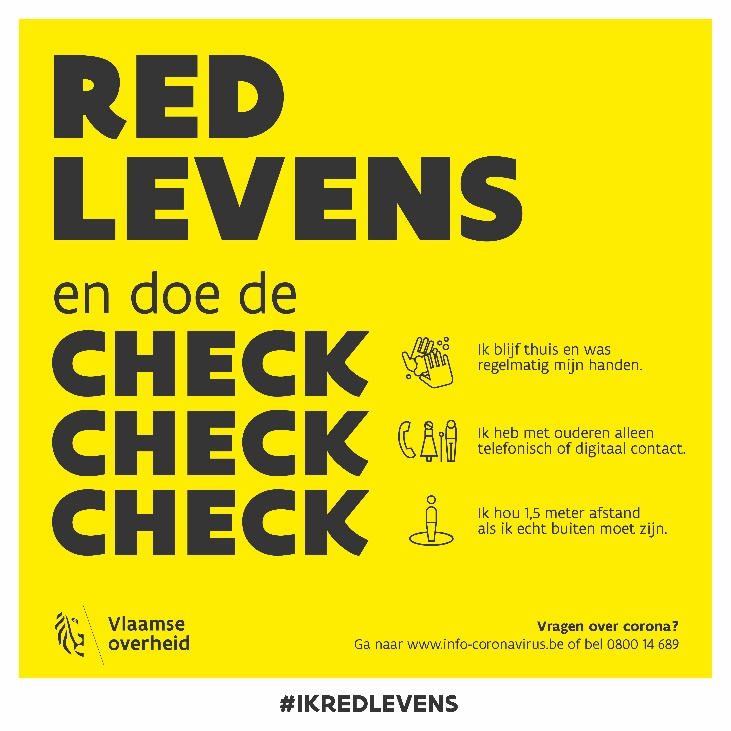 RED
LEVENS
en doe de
CHECK
Ik blijf thuis en was
regelmatig mijn handen.
CHECK
Ik heb met ouderen alleen
telefonisch of digitaal contact.
CHECK
Ik hou 1,5 meter afstand
als ik echt buiten moet zijn.
Vlaamse
overheid
Vragen over corona?
Ga naar www.info-coronavirus.be of bel 0800 14 689
#IKREDLEVENS